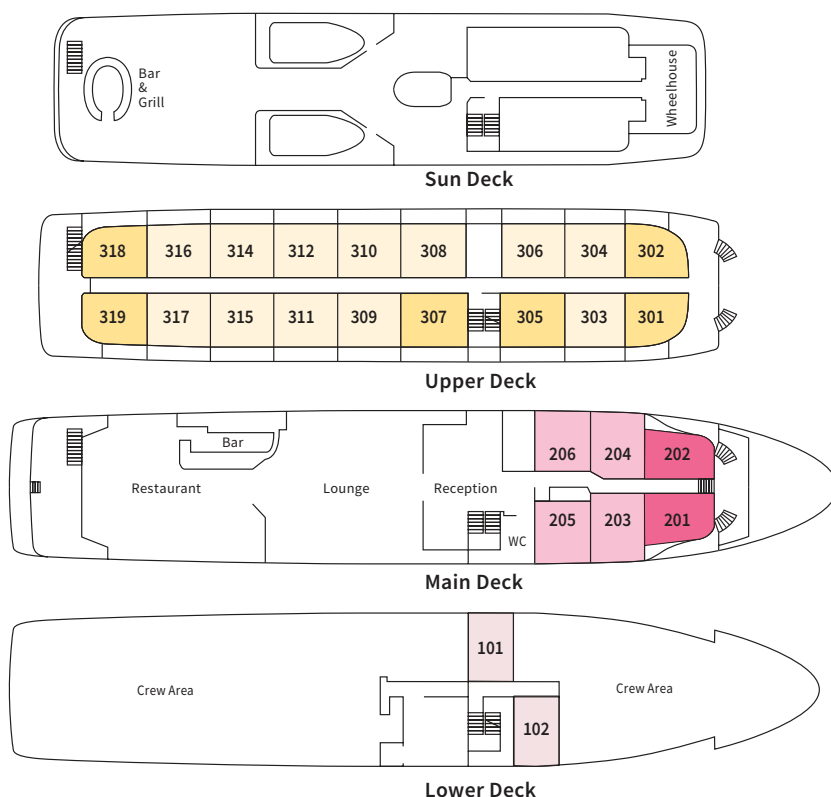 Bar
&
Grill
Wheelhouse
Sun Deck
318 316 314 312 310 308 306 304 302
319 317 315 311 309 307 305 303 301
Upper Deck
Bar
206 204 202
Restaurant Lounge Reception
205 203 201
WC
Main Deck
101
Crew Area Crew Area
102
Lower Deck